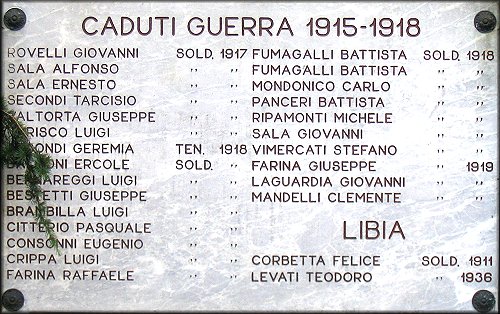 CADUTI GUERRA 1915-1918
ROVELLI GIOVANNI SOLD. 1917
SALA ALFONSO ,, ,,
SALA ERNESTO ,, ,,
SECONDI TARCISIO ,, ,,
VALTORTA GIUSEPPE ,, ,,
LUIGI ,, ,,
GEREMIA TEN. 1918
ERCOLE SOLD. ,,
LUIGI ,, ,,
BESTETTI GIUSEPPE ,, ,,
BRAMBILLA LUIGI ,, ,,
CITTERIO PASQUALE ,, ,,
CONSONNI EUGENIO ,, ,,
CRIPPA LUIGI ,, ,,
FARINA RAFFAELE ,, ,,
FUMAGALLI BATTISTA SOLD. 1918
FUMAGALLI BATTISTA ,, ,,
MONDONICO CARLO ,, ,,
PANCERI BATTISTA ,, ,,
RIPAMONTI MICHELE ,, ,,
SALA GIOVANNI ,, ,,
VIMERCATI STEFANO ,, ,,
FARINA GIUSEPPE ,, 1919
LAGUARDIA GIOVANNI ,, ,,
MANDELLI CLEMENTE ,, ,,
LIBIA
CORBETTA FELICE SOLD. 1911
LEVATI TEODORO ,, 1936